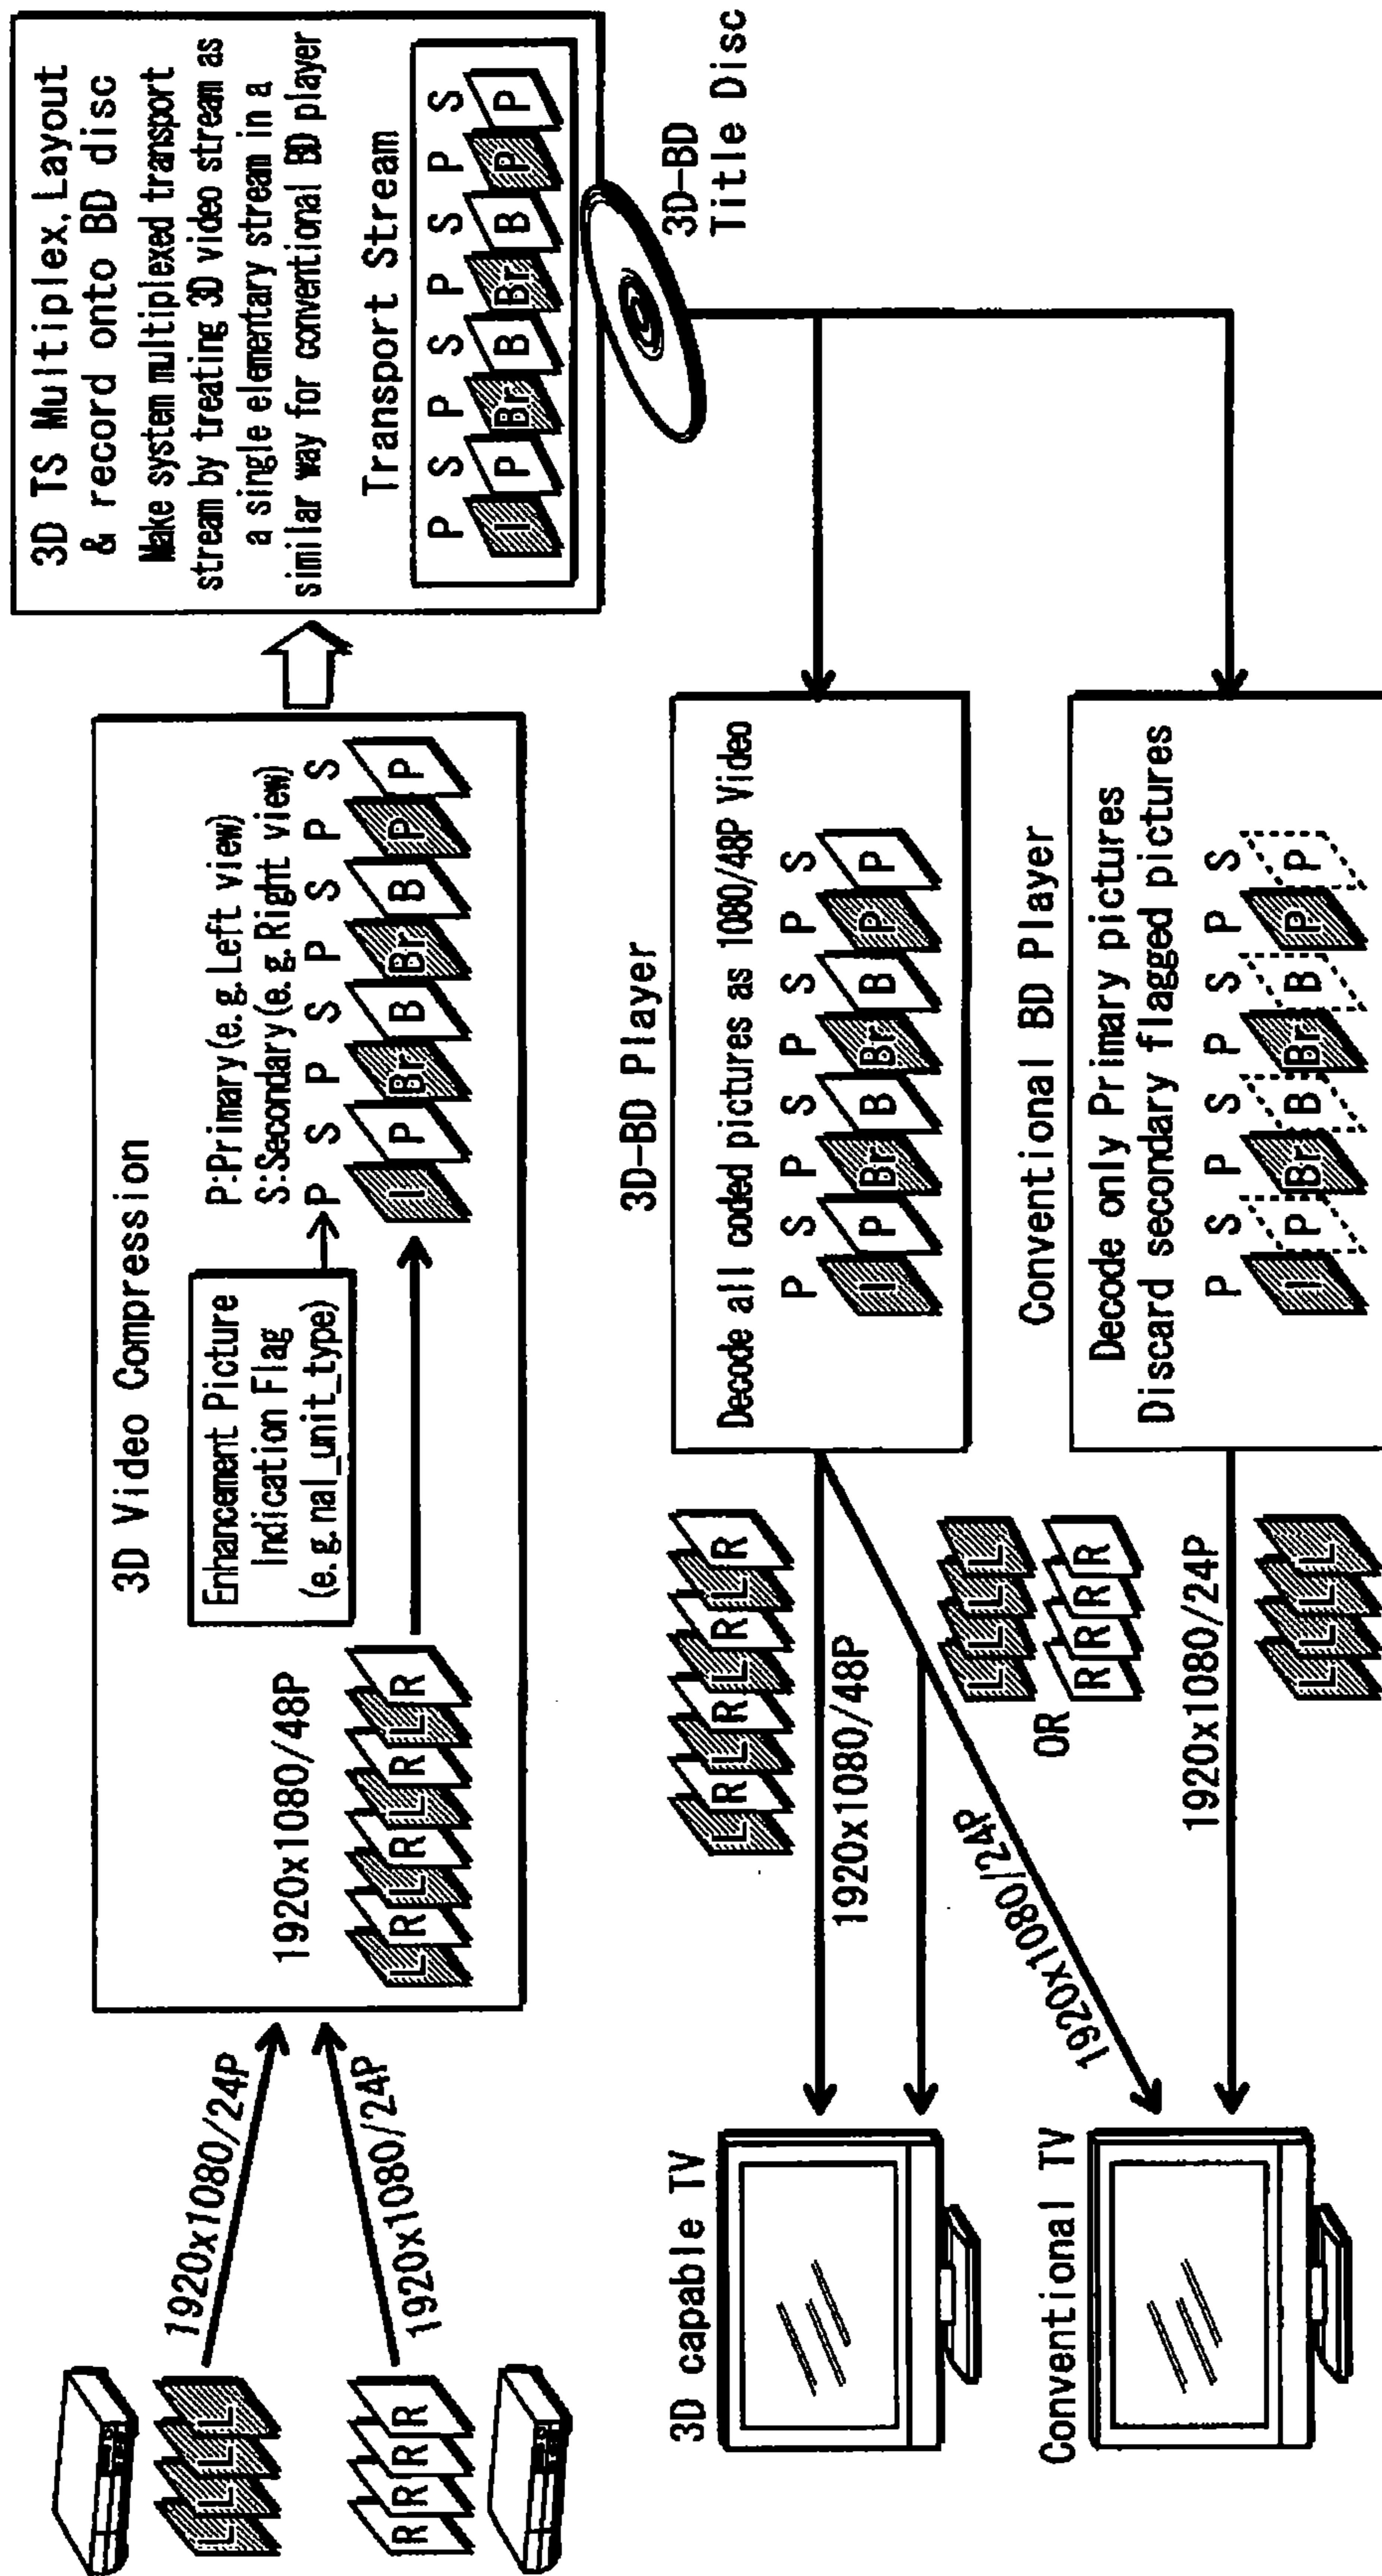 L L L L
R R R R
1920x1080/24P
1920x1080/24P
3D Video Compression
1920x1080/48P
L R L R L R L R
Enhancement Picture
Indication Flag
(e.g.nal_unit_type)
P:Primary(e.g.Left view)
S:Secondary(e.g.Right view)
P S P S P S P S
I P Br B Br B P P
3D TS Multiplex,Layout
& record onto BD disc
Make system multiplexed transport
stream by treating 3D video stream as
a single elementary stream in a
similar way for conventional BD player
Transport Stream
P S P S P S P S
I P Br B Br B P P
3D-BD
Title Disc
3D-BD Player
Decode all coded pictures as 1080/48P Video
P S P S P S P S
I P Br B Br B P P
Conventional BD Player
Decode only Primary pictures
Discard secondary flagged pictures
P S P S P S P S
I P Br B Br B P P
L R L R L R L R
1920x1080/48P
1920x1080/24P
L L L L
OR
R R R R
1920x1080/24P
L L L L
3D capable TV
Conventional TV